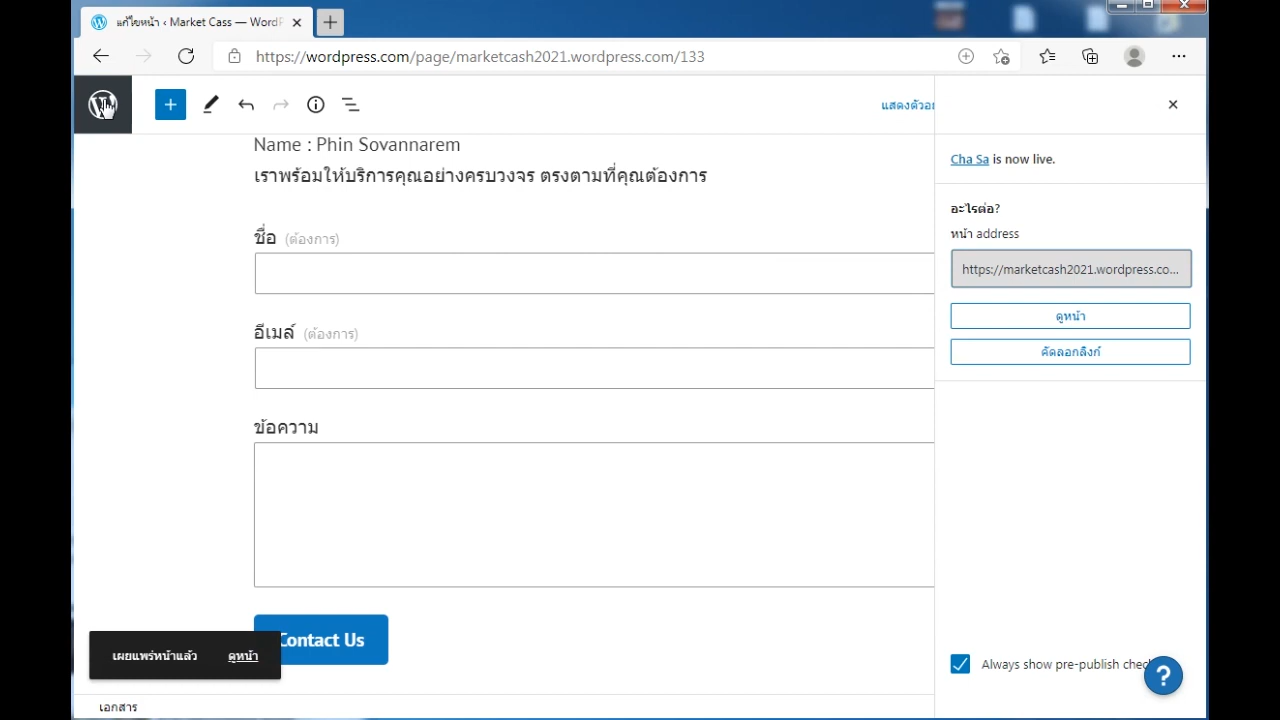 แก้ไขหน้า ‹ Market Cass — WordP
https://wordpress.com/page/marketcash2021.wordpress.com/133
แสดงตัวอย
Name : Phin Sovannarem
เราพร้อมให้บริการคุณอย่างครบวงจร ตรงตามที่คุณต้องการ
ชื่อ (ต้องการ)
อีเมล์ (ต้องการ)
ข้อความ
Contact Us
เผยแพร่หน้าแล้ว ดูหน้า
เอกสาร
Cha Sa is now live.
อะไรต่อ?
หน้า address
https://marketcash2021.wordpress.co...
ดูหน้า
คัดลอกลิงก์
Always show pre-publish chec
?